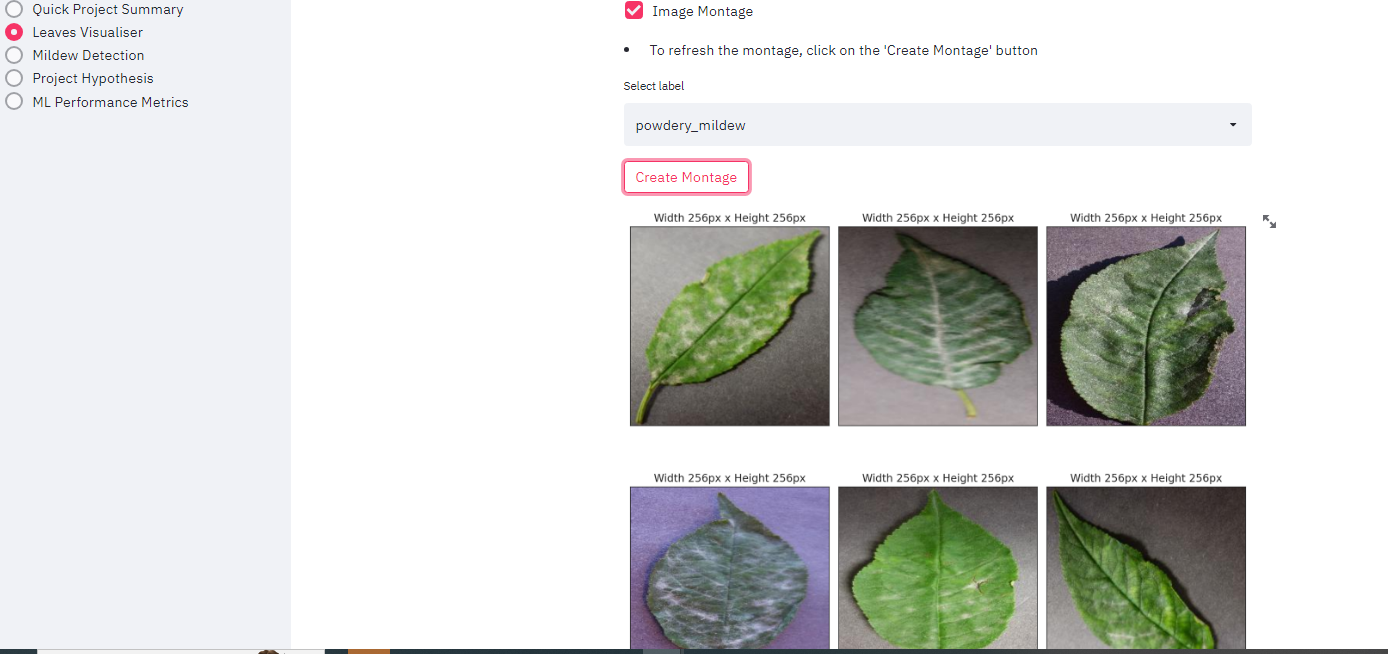 Quick Project Summary
Leaves Visualiser
Mildew Detection
Project Hypothesis
ML Performance Metrics
Image Montage
To refresh the montage, click on the 'Create Montage' button
Select label
powdery_mildew
Create Montage
Width 256px x Height 256px
Width 256px x Height 256px
Width 256px x Height 256px
Width 256px x Height 256px
Width 256px x Height 256px
Width 256px x Height 256px